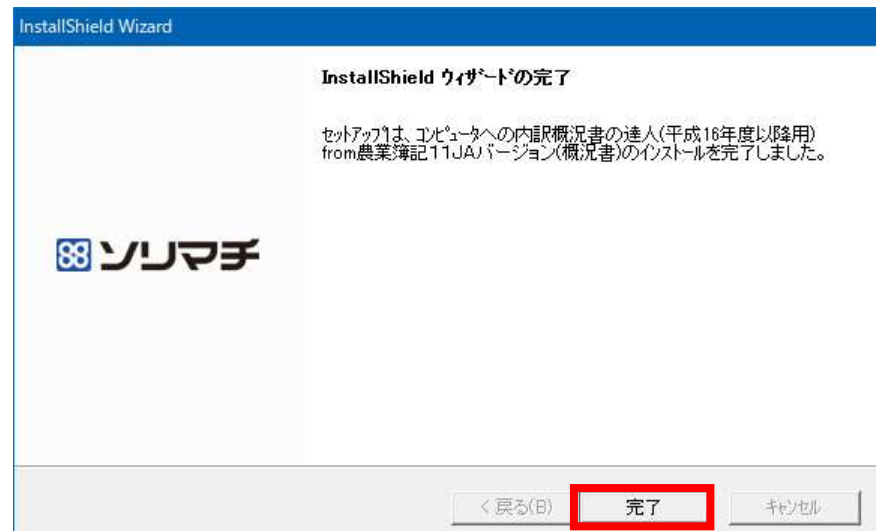 InstallShield Wizard
InstallShield ウィザードの完了
セットアップは、コンピュータへの内訳概況書の達人(平成16年度以降用)
from農業簿記11JAバージョン(概況書)のインストールを完了しました。
ソリマチ
< 戻る(B)
完了
キャンセル